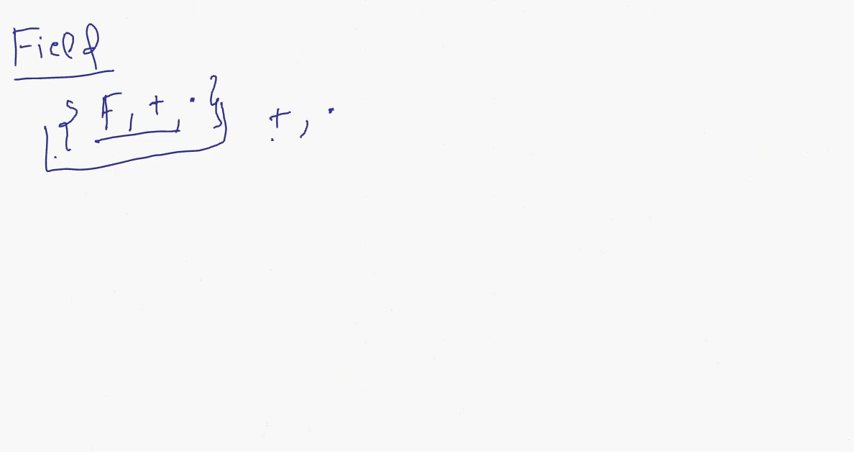 Field
{ F, +, · } +, ·